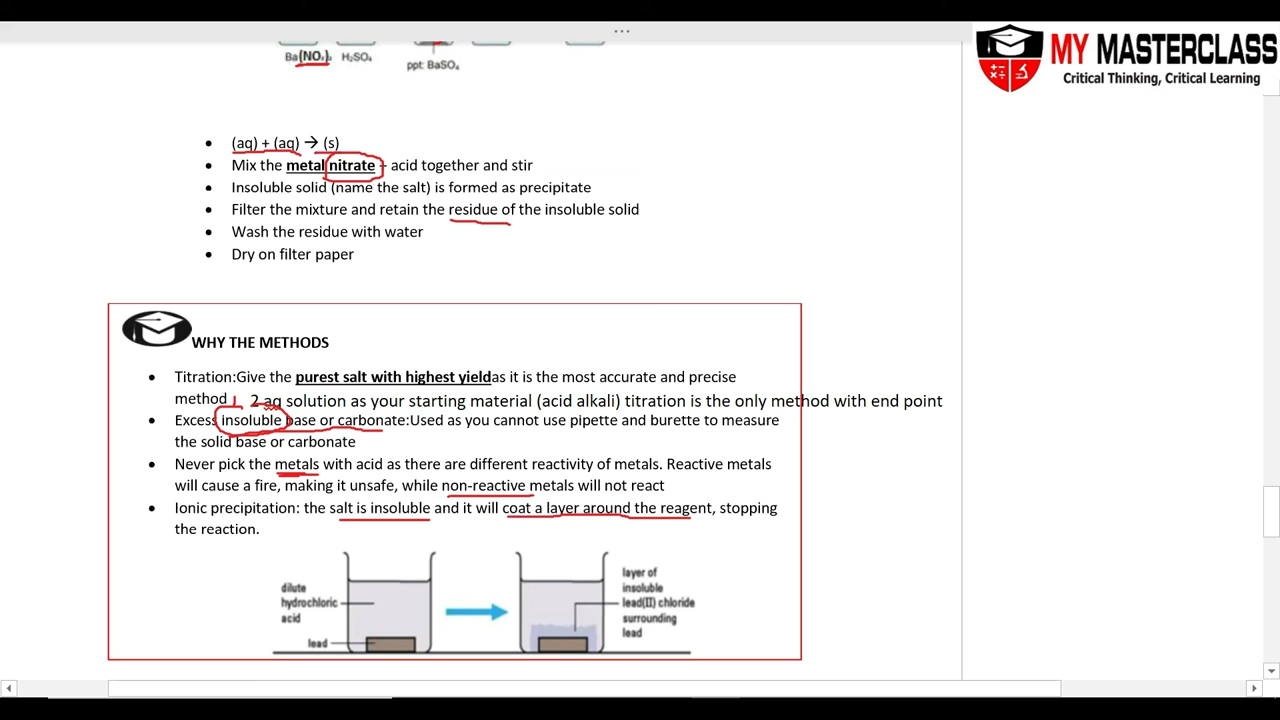 MY MASTERCLASS
Critical Thinking, Critical Learning
Ba(NO₃)₂ H₂SO₄
ppt: BaSO₄
• (aq) + (aq) → (s)
• Mix the metal nitrate + acid together and stir
• Insoluble solid (name the salt) is formed as precipitate
• Filter the mixture and retain the residue of the insoluble solid
• Wash the residue with water
• Dry on filter paper
WHY THE METHODS
• Titration:Give the purest salt with highest yieldas it is the most accurate and precise
method 2 aq solution as your starting material (acid alkali) titration is the only method with end point
• Excess insoluble base or carbonate:Used as you cannot use pipette and burette to measure
the solid base or carbonate
• Never pick the metals with acid as there are different reactivity of metals. Reactive metals
will cause a fire, making it unsafe, while non-reactive metals will not react
• Ionic precipitation: the salt is insoluble and it will coat a layer around the reagent, stopping
the reaction.
dilute
hydrochloric
acid
lead
layer of
insoluble
lead(II) chloride
surrounding
lead